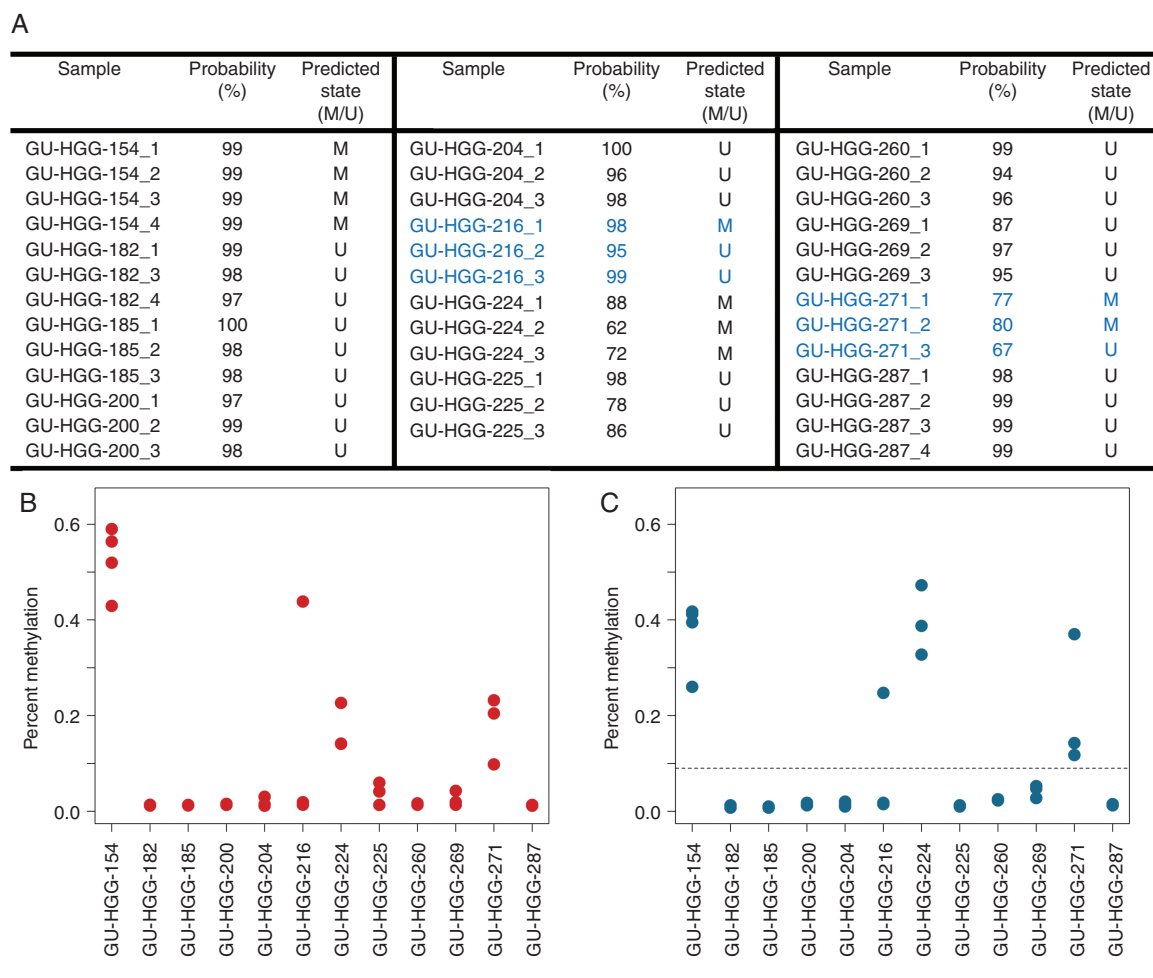 A
Sample Probability (%) Predicted state (M/U) Sample Probability (%) Predicted state (M/U) Sample Probability (%) Predicted state (M/U)
GU-HGG-154_1 99 M GU-HGG-204_1 100 U GU-HGG-260_1 99 U
GU-HGG-154_2 99 M GU-HGG-204_2 96 U GU-HGG-260_2 94 U
GU-HGG-154_3 99 M GU-HGG-204_3 98 U GU-HGG-260_3 96 U
GU-HGG-154_4 99 M GU-HGG-216_1 98 M GU-HGG-269_1 87 U
GU-HGG-182_1 99 U GU-HGG-216_2 95 U GU-HGG-269_2 97 U
GU-HGG-182_3 98 U GU-HGG-216_3 99 U GU-HGG-269_3 95 U
GU-HGG-182_4 97 U GU-HGG-224_1 88 M GU-HGG-271_1 77 M
GU-HGG-185_1 100 U GU-HGG-224_2 62 M GU-HGG-271_2 80 M
GU-HGG-185_2 98 U GU-HGG-224_3 72 M GU-HGG-271_3 67 U
GU-HGG-185_3 98 U GU-HGG-225_1 98 U GU-HGG-287_1 98 U
GU-HGG-200_1 97 U GU-HGG-225_2 78 U GU-HGG-287_2 99 U
GU-HGG-200_2 99 U GU-HGG-225_3 86 U GU-HGG-287_3 99 U
GU-HGG-200_3 98 U GU-HGG-287_4 99 U
B
Percent methylation
0.6
0.4
0.2
0.0
GU-HGG-154
GU-HGG-182
GU-HGG-185
GU-HGG-200
GU-HGG-204
GU-HGG-216
GU-HGG-224
GU-HGG-225
GU-HGG-260
GU-HGG-269
GU-HGG-271
GU-HGG-287
C
Percent methylation
0.6
0.4
0.2
0.0
GU-HGG-154
GU-HGG-182
GU-HGG-185
GU-HGG-200
GU-HGG-204
GU-HGG-216
GU-HGG-224
GU-HGG-225
GU-HGG-260
GU-HGG-269
GU-HGG-271
GU-HGG-287